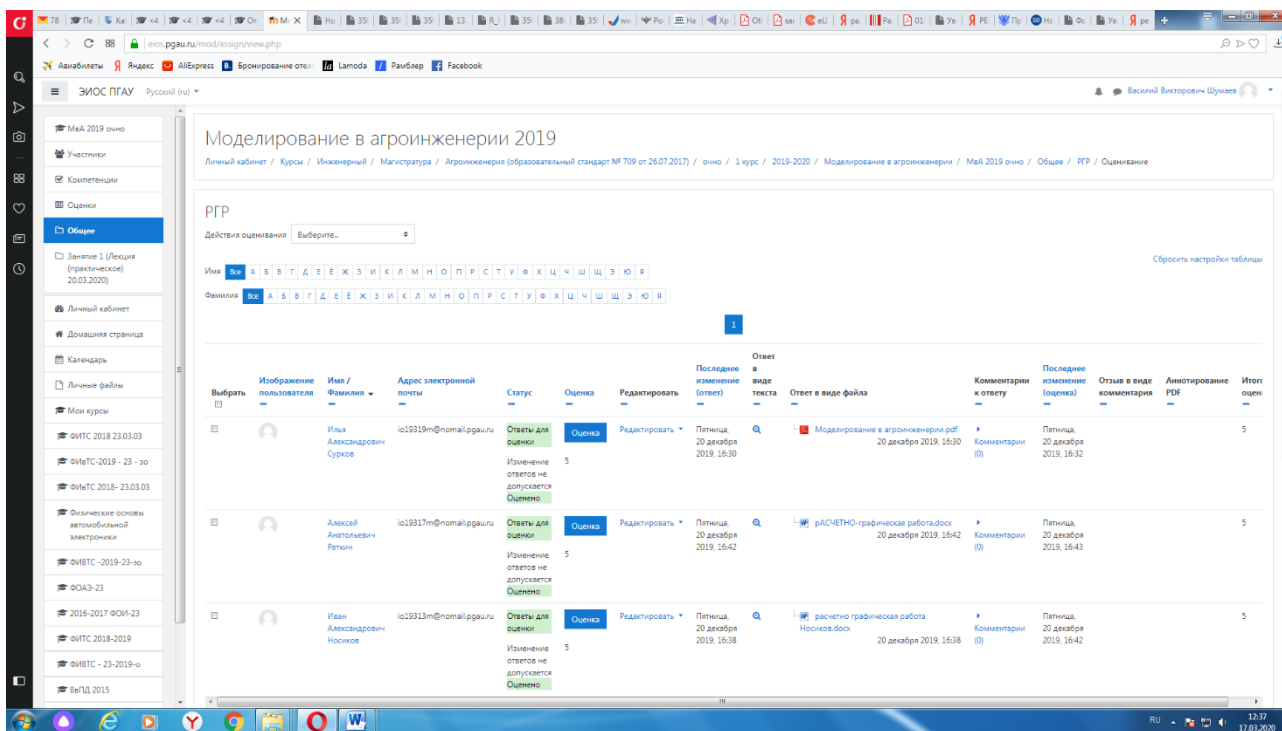 eios.pgau.ru/mod/assign/view.php
Авиабилеты Яндекс AliExpress Бронирование отел Lamoda Рамблер Facebook
ЭИОС ПГАУ Русский (ru)
Василий Викторович Шумаев
МвА 2019 очно
Участники
Компетенции
Оценки
Общее
Занятие 1 (Лекция
(практическое)
20.03.2020)
Личный кабинет
Домашняя страница
Календарь
Личные файлы
Мои курсы
ФИТС 2018 23.03.03
ФИвТС-2019 - 23 - зо
ФИвТС 2018- 23.03.03
Физические основы
автомобильной
электроники
ФИВТС -2019-23-зо
ФОАЭ-23
2016-2017 ФОИ-23
ФИТС 2018-2019
ФИВТС - 23-2019-о
ВвПД 2015
Моделирование в агроинженерии 2019
Личный кабинет / Курсы / Инженерный / Магистратура / Агроинженерия (образовательный стандарт № 709 от 26.07.2017) / очно / 1 курс / 2019-2020 / Моделирование в агроинженерии / МвА 2019 очно / Общее / РГР / Оценивание
РГР
Действия оценивания Выберите...
Сбросить настройки таблицы
Имя Все А Б В Г Д Е Ё Ж З И К Л М Н О П Р С Т У Ф Х Ц Ч Ш Щ Э Ю Я
Фамилия Все А Б В Г Д Е Ё Ж З И К Л М Н О П Р С Т У Ф Х Ц Ч Ш Щ Э Ю Я
1
Выбрать
Изображение
пользователя
Имя /
Фамилия
Адрес электронной
почты
Статус
Оценка
Редактировать
Последнее
изменение
(ответ)
Ответ
в
виде
текста
Ответ в виде файла
Комментарии
к ответу
Последнее
изменение
(оценка)
Отзыв в виде
комментария
Аннотирование
PDF
Итого
оцен
Илья
Александрович
Сурков
io19319m@nomail.pgau.ru
Ответы для
оценки
Изменение
ответов не
допускается
Оценено
Оценка
5
Редактировать
Пятница,
20 декабря
2019, 16:30
Моделирование в агроинженерии.pdf
20 декабря 2019, 16:30
Комментарии
(0)
Пятница,
20 декабря
2019, 16:32
5
Алексей
Анатольевич
Раткин
io19317m@nomail.pgau.ru
Ответы для
оценки
Изменение
ответов не
допускается
Оценено
Оценка
5
Редактировать
Пятница,
20 декабря
2019, 16:42
рАСЧЕТНО-графическая работа.docx
20 декабря 2019, 16:42
Комментарии
(0)
Пятница,
20 декабря
2019, 16:43
5
Иван
Александрович
Носиков
io19313m@nomail.pgau.ru
Ответы для
оценки
Изменение
ответов не
допускается
Оценено
Оценка
5
Редактировать
Пятница,
20 декабря
2019, 16:38
расчетно графическая работа
Носиков.docx
20 декабря 2019, 16:38
Комментарии
(0)
Пятница,
20 декабря
2019, 16:42
5
RU
12:37
17.03.2020